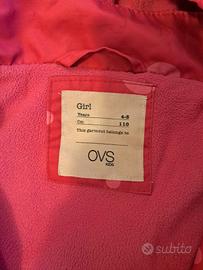 Girl
Years 4-5
Cm 110
This garment belongs to
OVS
KIDS
subito